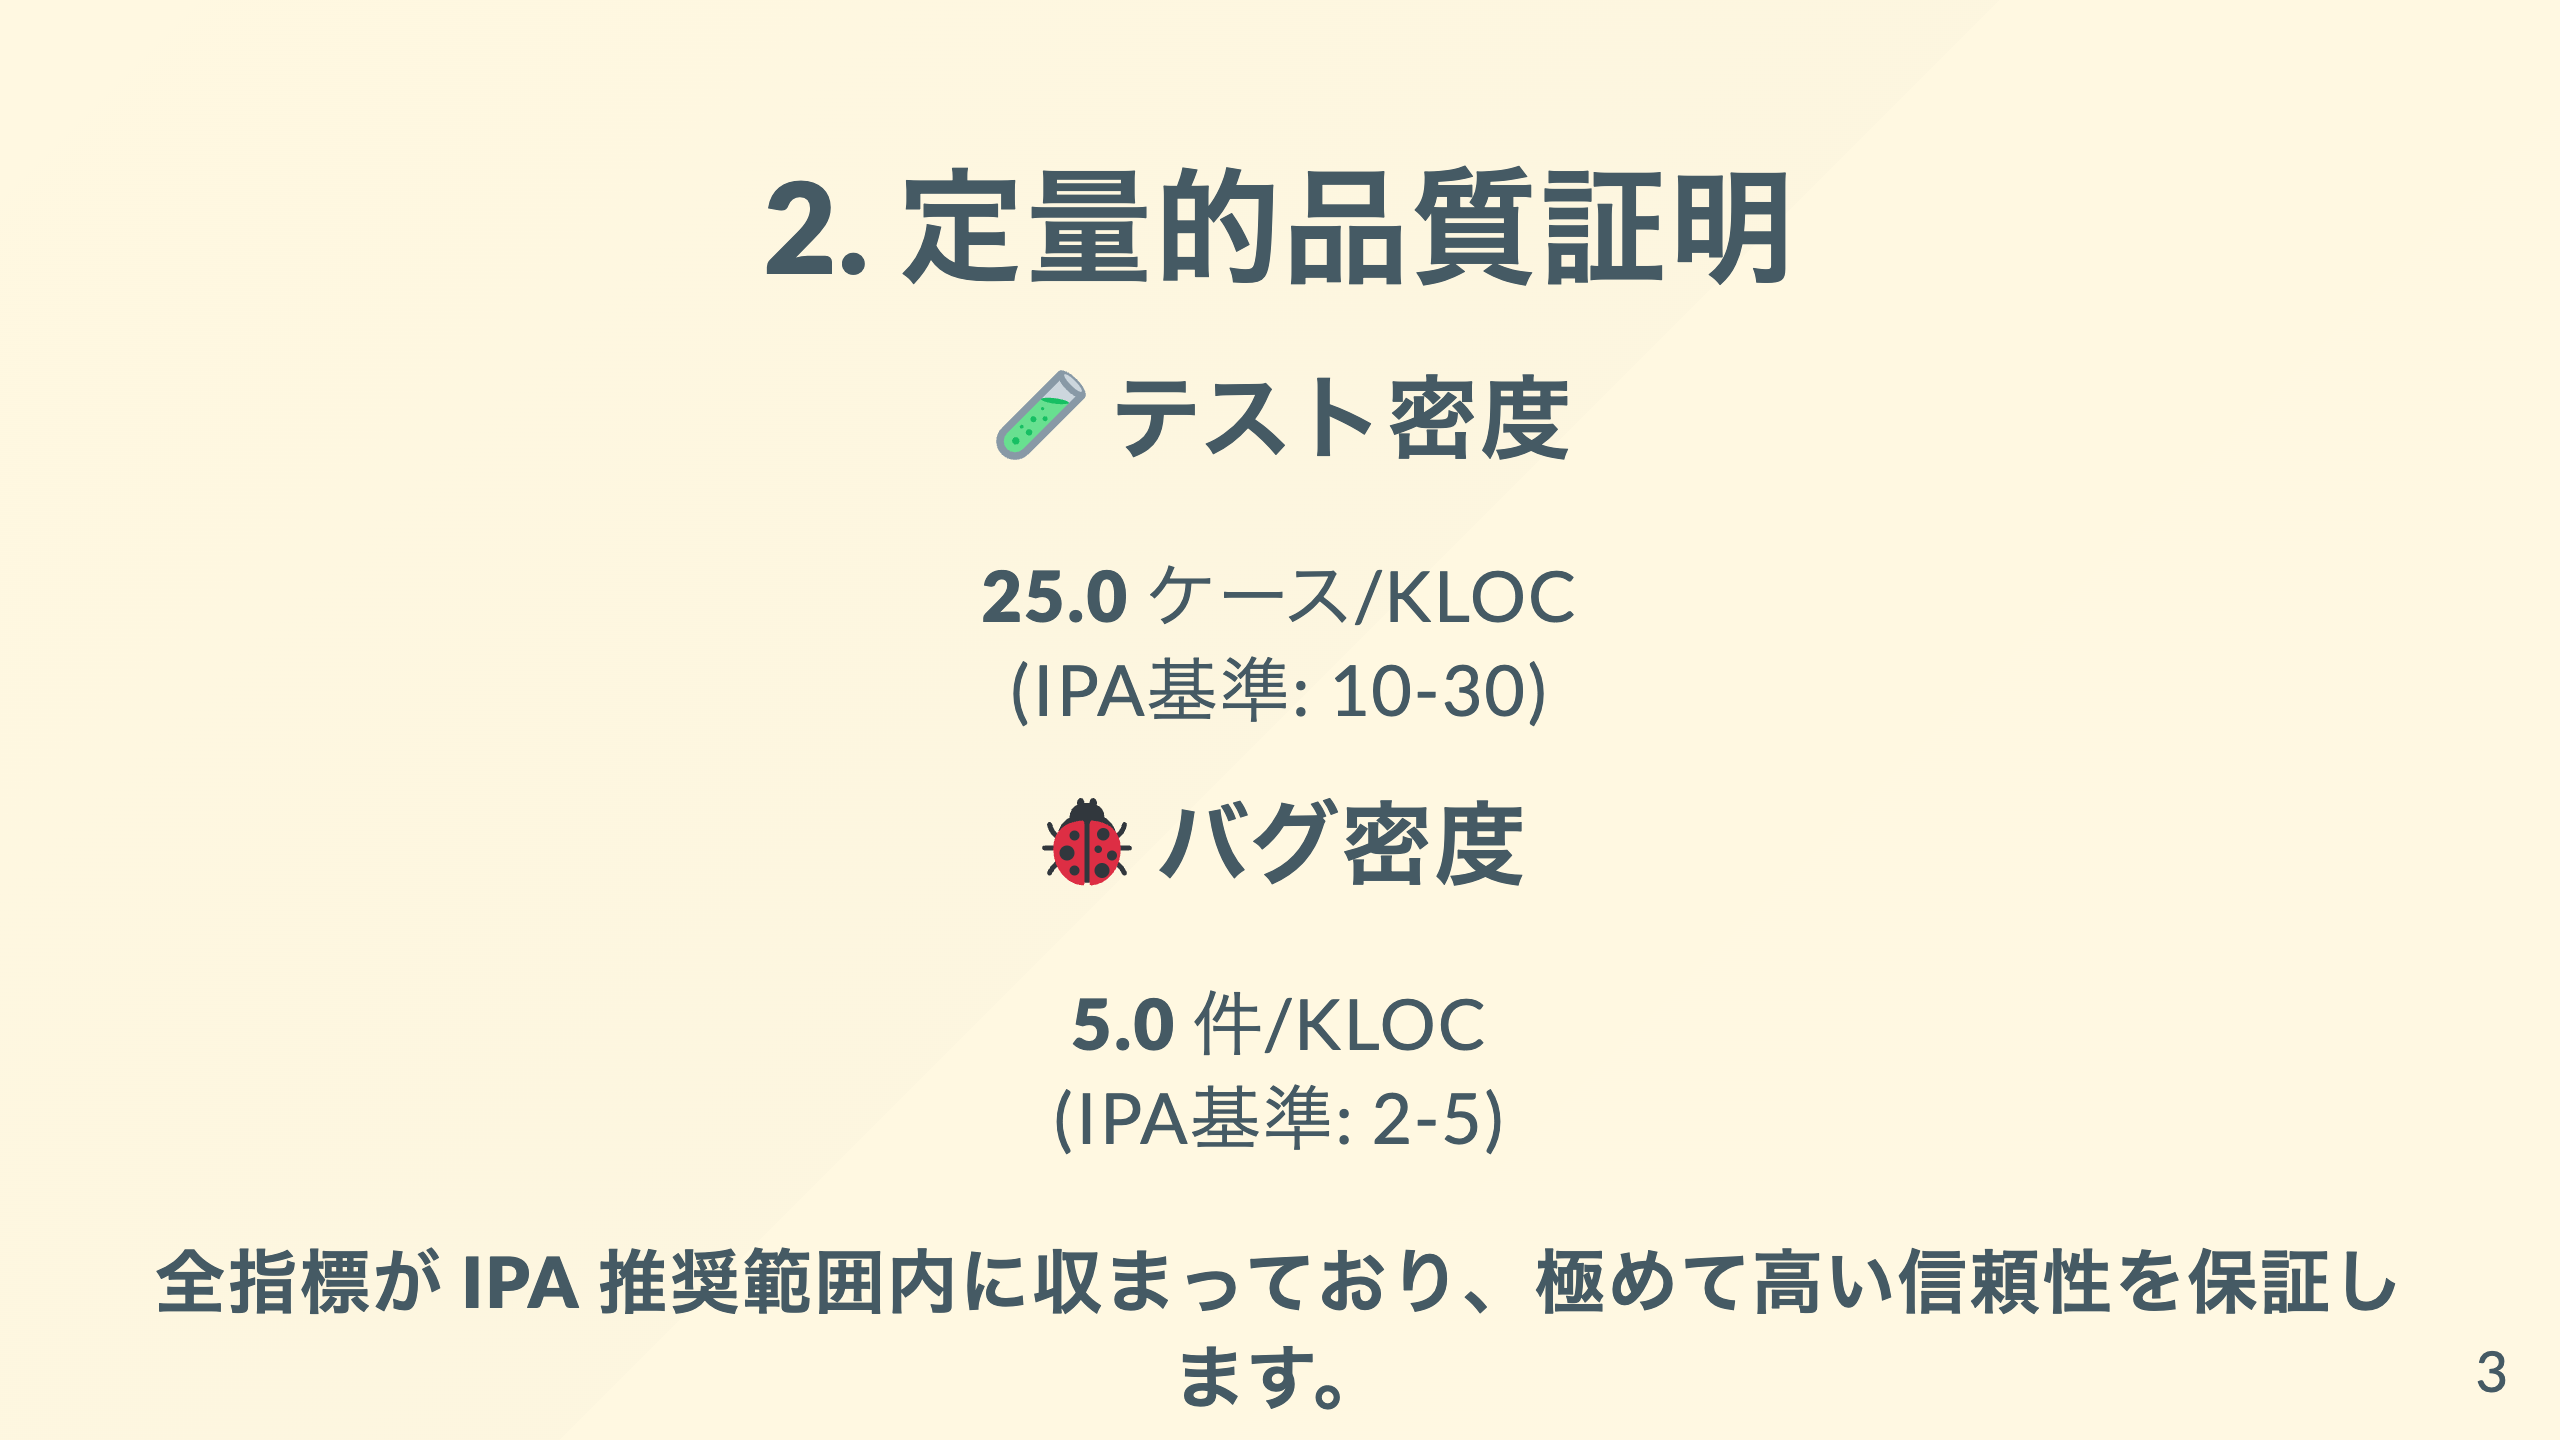 2. 定量的品質証明
テスト密度
25.0 ケース/KLOC
(IPA基準: 10-30)
バグ密度
5.0 件/KLOC
(IPA基準: 2-5)
全指標が IPA 推奨範囲内に収まっており、極めて高い信頼性を保証し
ます。
3